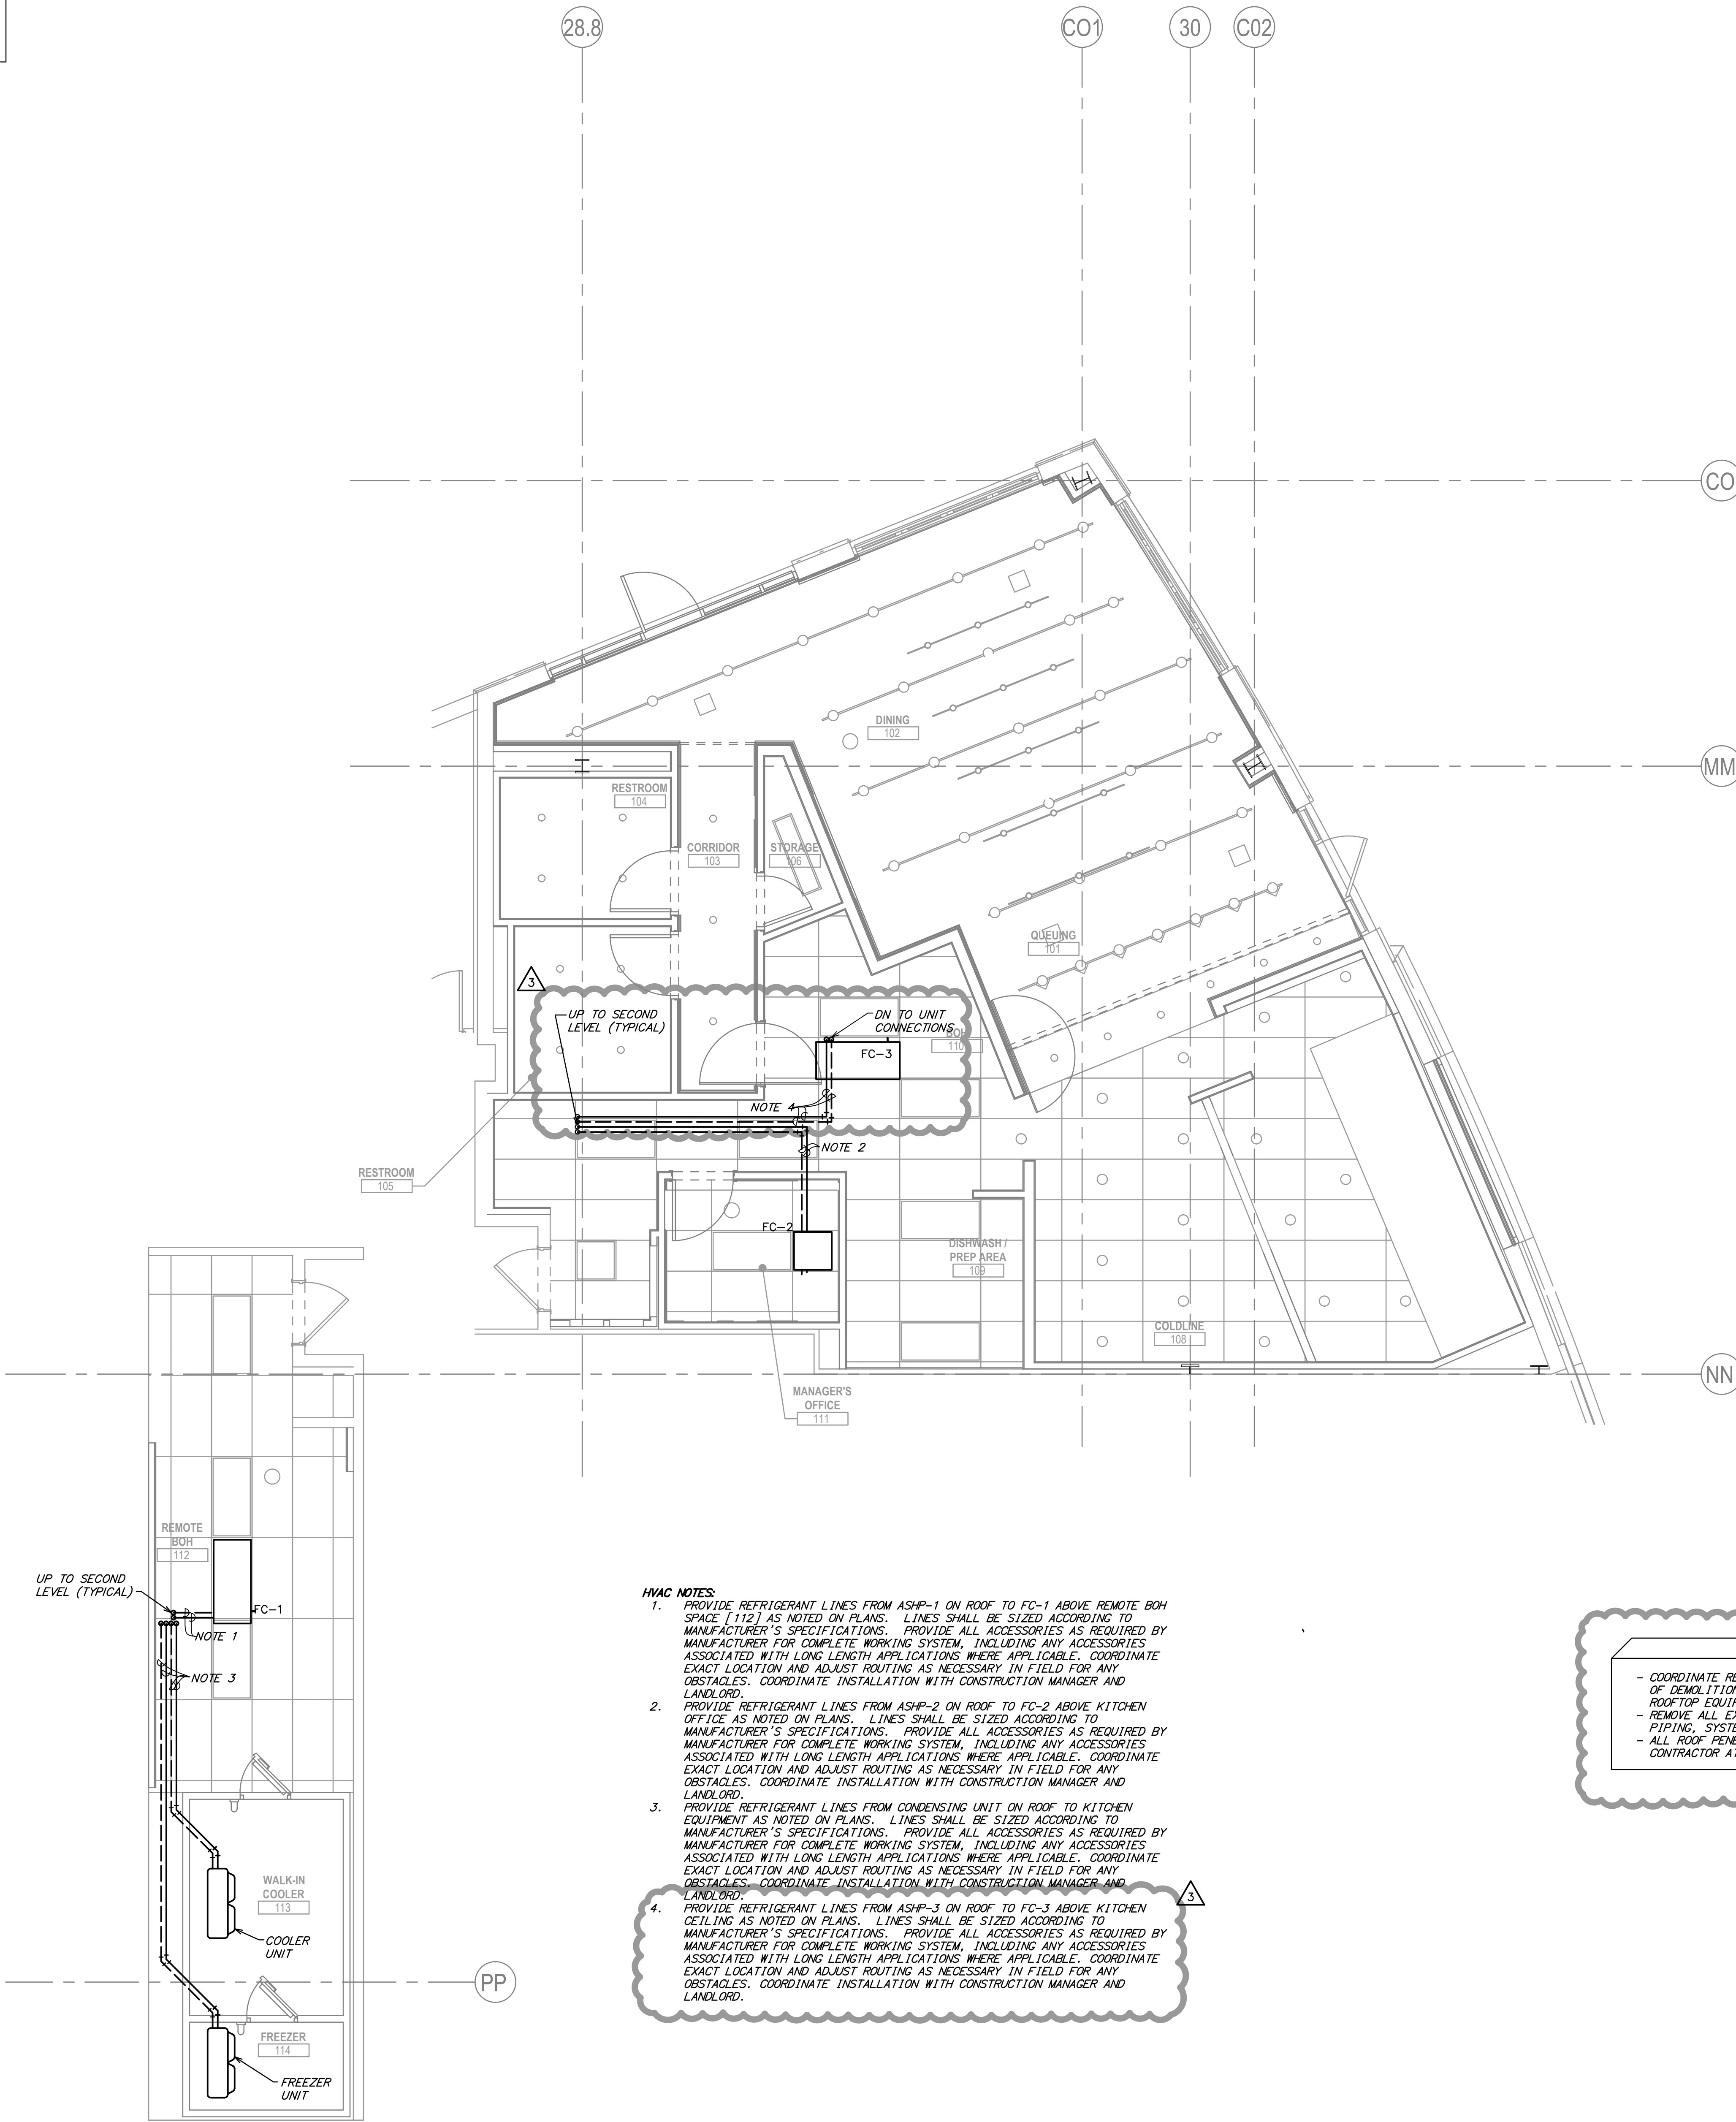 28.8
CO1
30
C02
CO
MM
NN
PP
DINING
102
RESTROOM
104
CORRIDOR
103
STORAGE
106
QUEUING
101
3
UP TO SECOND
LEVEL (TYPICAL)
DN TO UNIT
CONNECTIONS
BOH
110
FC-3
NOTE 4
NOTE 2
RESTROOM
105
FC-2
DISHWASH /
PREP AREA
109
COLDLINE
108
MANAGER'S
OFFICE
111
REMOTE
BOH
112
UP TO SECOND
LEVEL (TYPICAL)
FC-1
NOTE 1
NOTE 3
WALK-IN
COOLER
113
COOLER
UNIT
FREEZER
114
FREEZER
UNIT
HVAC NOTES:
1. PROVIDE REFRIGERANT LINES FROM ASHP-1 ON ROOF TO FC-1 ABOVE REMOTE BOH
SPACE [112] AS NOTED ON PLANS. LINES SHALL BE SIZED ACCORDING TO
MANUFACTURER'S SPECIFICATIONS. PROVIDE ALL ACCESSORIES AS REQUIRED BY
MANUFACTURER FOR COMPLETE WORKING SYSTEM, INCLUDING ANY ACCESSORIES
ASSOCIATED WITH LONG LENGTH APPLICATIONS WHERE APPLICABLE. COORDINATE
EXACT LOCATION AND ADJUST ROUTING AS NECESSARY IN FIELD FOR ANY
OBSTACLES. COORDINATE INSTALLATION WITH CONSTRUCTION MANAGER AND
LANDLORD.
2. PROVIDE REFRIGERANT LINES FROM ASHP-2 ON ROOF TO FC-2 ABOVE KITCHEN
OFFICE AS NOTED ON PLANS. LINES SHALL BE SIZED ACCORDING TO
MANUFACTURER'S SPECIFICATIONS. PROVIDE ALL ACCESSORIES AS REQUIRED BY
MANUFACTURER FOR COMPLETE WORKING SYSTEM, INCLUDING ANY ACCESSORIES
ASSOCIATED WITH LONG LENGTH APPLICATIONS WHERE APPLICABLE. COORDINATE
EXACT LOCATION AND ADJUST ROUTING AS NECESSARY IN FIELD FOR ANY
OBSTACLES. COORDINATE INSTALLATION WITH CONSTRUCTION MANAGER AND
LANDLORD.
3. PROVIDE REFRIGERANT LINES FROM CONDENSING UNIT ON ROOF TO KITCHEN
EQUIPMENT AS NOTED ON PLANS. LINES SHALL BE SIZED ACCORDING TO
MANUFACTURER'S SPECIFICATIONS. PROVIDE ALL ACCESSORIES AS REQUIRED BY
MANUFACTURER FOR COMPLETE WORKING SYSTEM, INCLUDING ANY ACCESSORIES
ASSOCIATED WITH LONG LENGTH APPLICATIONS WHERE APPLICABLE. COORDINATE
EXACT LOCATION AND ADJUST ROUTING AS NECESSARY IN FIELD FOR ANY
OBSTACLES. COORDINATE INSTALLATION WITH CONSTRUCTION MANAGER AND
LANDLORD.
3
4. PROVIDE REFRIGERANT LINES FROM ASHP-3 ON ROOF TO FC-3 ABOVE KITCHEN
CEILING AS NOTED ON PLANS. LINES SHALL BE SIZED ACCORDING TO
MANUFACTURER'S SPECIFICATIONS. PROVIDE ALL ACCESSORIES AS REQUIRED BY
MANUFACTURER FOR COMPLETE WORKING SYSTEM, INCLUDING ANY ACCESSORIES
ASSOCIATED WITH LONG LENGTH APPLICATIONS WHERE APPLICABLE. COORDINATE
EXACT LOCATION AND ADJUST ROUTING AS NECESSARY IN FIELD FOR ANY
OBSTACLES. COORDINATE INSTALLATION WITH CONSTRUCTION MANAGER AND
LANDLORD.
- COORDINATE
OF DEMOLITION
ROOFTOP
- REMOVE ALL
PIPING,
- ALL ROOF
CONTRACTOR